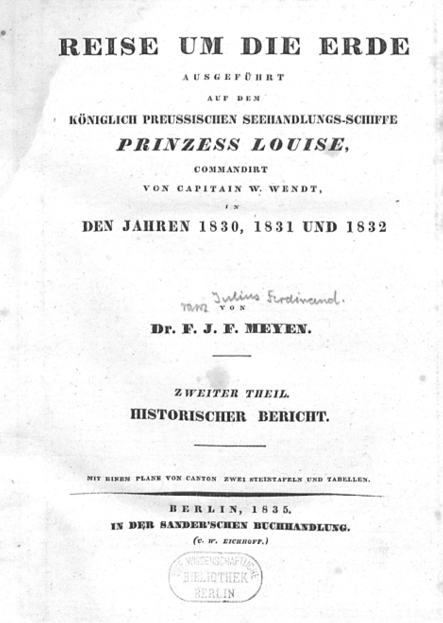 REISE UM DIE ERDE
AUSGEFÜHRT
AUF DEM
KÖNIGLICH PREUSSISCHEN SEEHANDLUNGS-SCHIFFE
PRINZESS LOUISE,
COMMANDIRT
VON CAPITAIN W. WENDT,
IN
DEN JAHREN 1830, 1831 UND 1832
Julius Ferdinand.
VON
Dr. F. J. F. MEYEN.
ZWEITER THEIL.
HISTORISCHER BERICHT.
MIT EINEM PLANE VON CANTON ZWEI STEINTAFELN UND TABELLEN.
BERLIN, 1835.
IN DER SANDER'SCHEN BUCHHANDLUNG.
(C. W. EICHHOFF.)
WISSENSCHAFTLICHE
BIBLIOTHEK
BERLIN